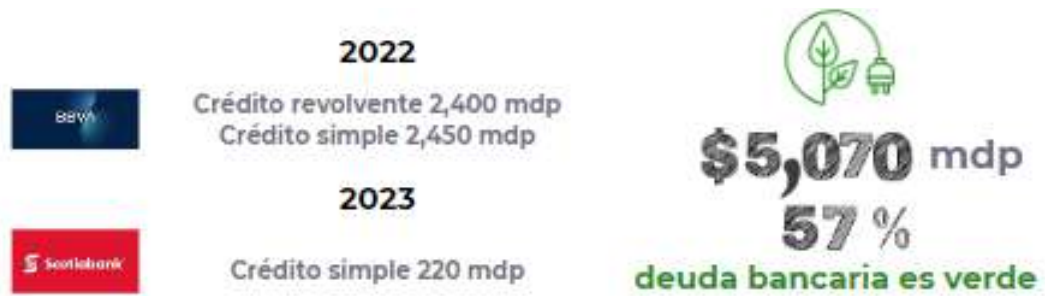 2022
BBVA
Crédito revolvente 2,400 mdp
Crédito simple 2,450 mdp
2023
Scotiabank
Crédito simple 220 mdp
$5,070 mdp
57 %
deuda bancaria es verde